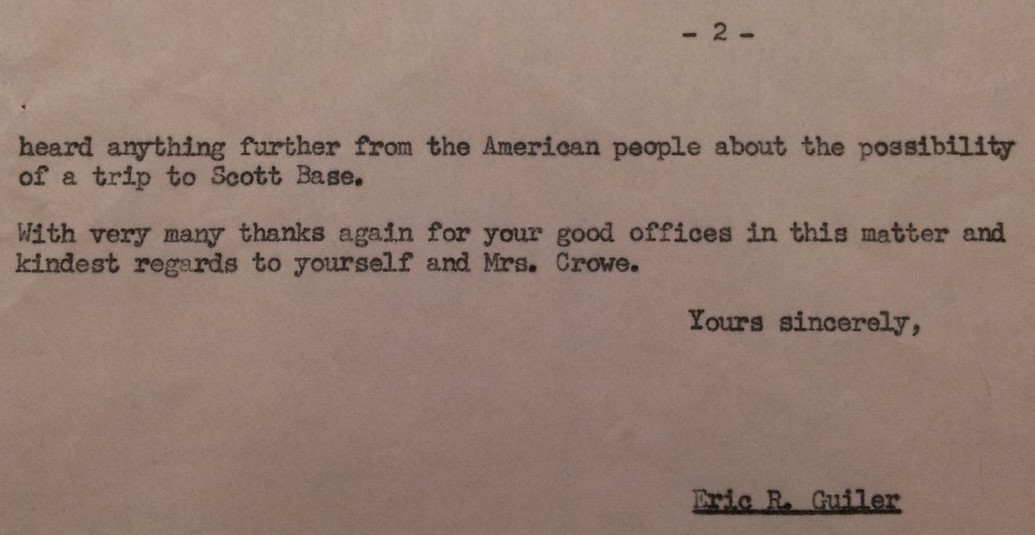 - 2 -
heard anything further from the American people about the possibility
of a trip to Scott Base.
With very many thanks again for your good offices in this matter and
kindest regards to yourself and Mrs. Crowe.
Yours sincerely,
Eric R. Guiler